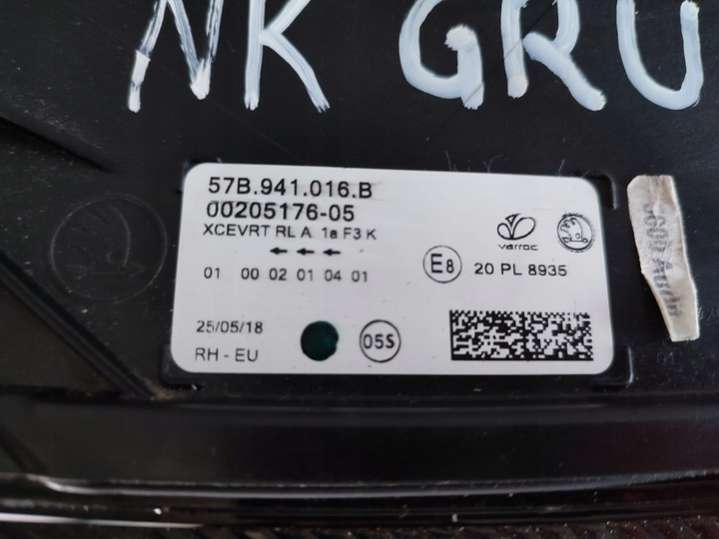 NK GRU
57B.941.016.B
00205176-05
XCEVRT RL A 1a F3 K
←←←
01 00 02 01 04 01
varroc
E8
20 PL 8935
25/05/18
05S
RH - EU